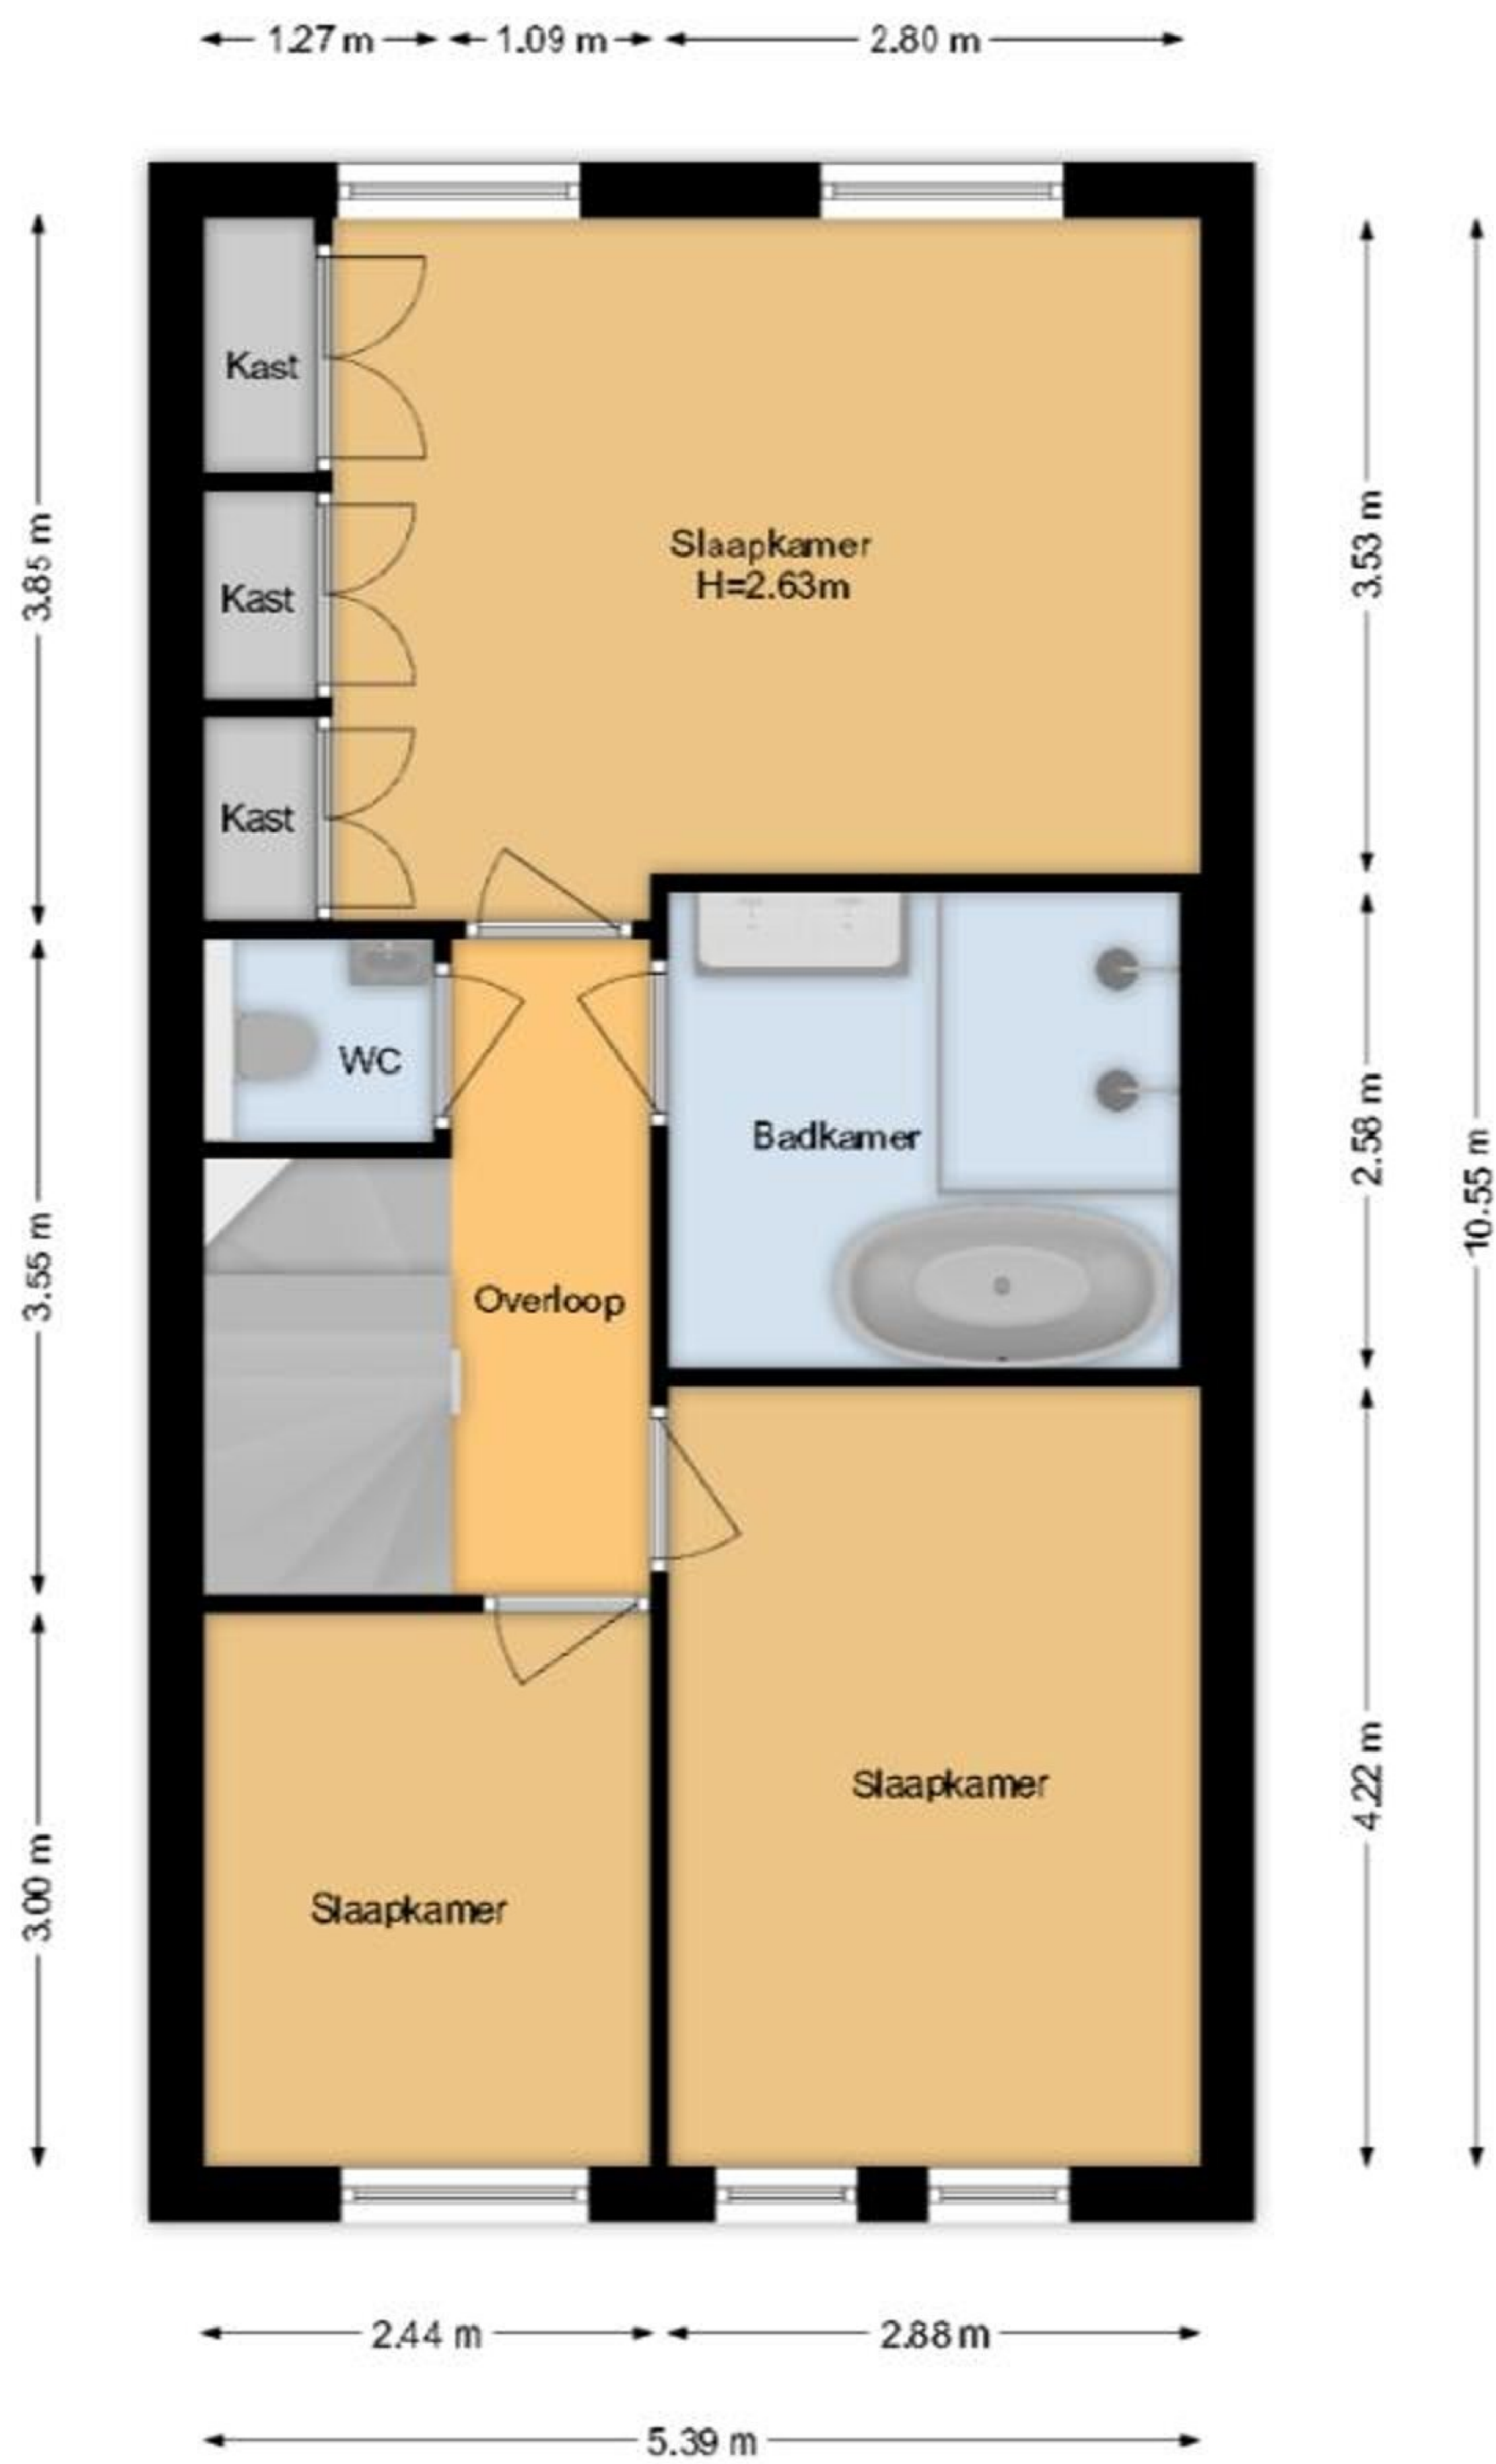 1.27 m
1.09 m
2.80 m
Kast
Slaapkamer
H=2.63m
3.85 m
3.53 m
Kast
Kast
WC
Badkamer
2.58 m
10.55 m
3.55 m
Overloop
Slaapkamer
4.22 m
3.00 m
Slaapkamer
2.44 m
2.88 m
5.39 m